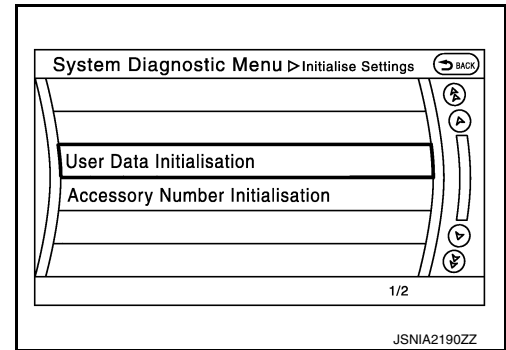 System Diagnostic Menu ▷ Initialise Settings BACK
User Data Initialisation
Accessory Number Initialisation
1/2
JSNIA2190ZZ